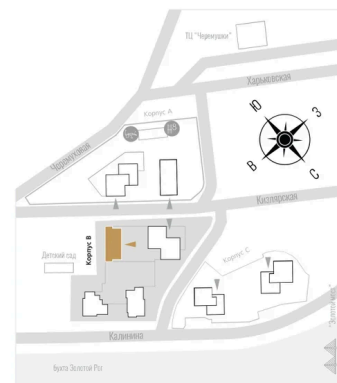 ТЦ "Черемушки"
Харьковская
Ю
З
В
С
Корпус А
Черемуховая
Кизлярская
Корпус В
Детский сад
Корпус С
Калинина
бухта Золотой Рог